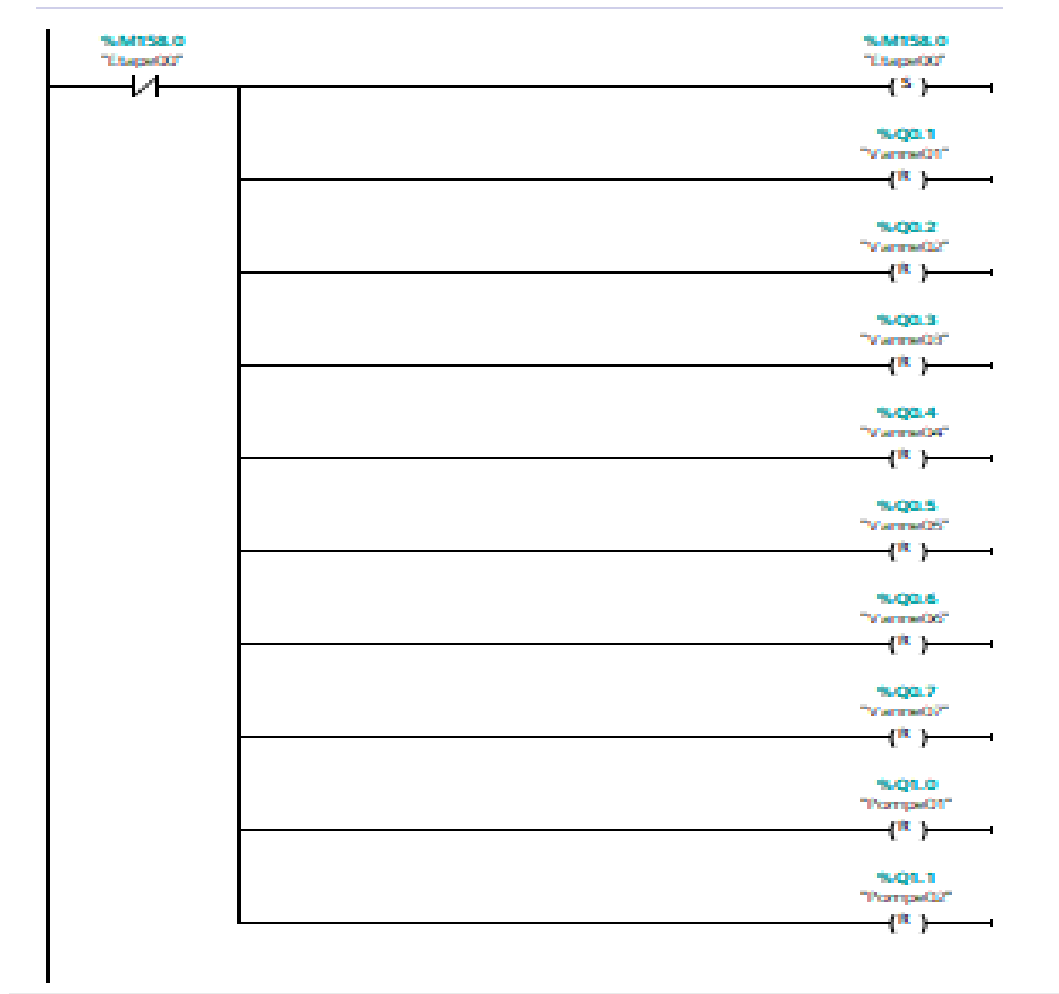 %M158.0
"Etape00"
%M158.0
"Etape00"
S
%Q0.1
"Vanne01"
R
%Q0.2
"Vanne02"
R
%Q0.3
"Vanne03"
R
%Q0.4
"Vanne04"
R
%Q0.5
"Vanne05"
R
%Q0.6
"Vanne06"
R
%Q0.7
"Vanne07"
R
%Q1.0
"Pompe01"
R
%Q1.1
"Pompe02"
R